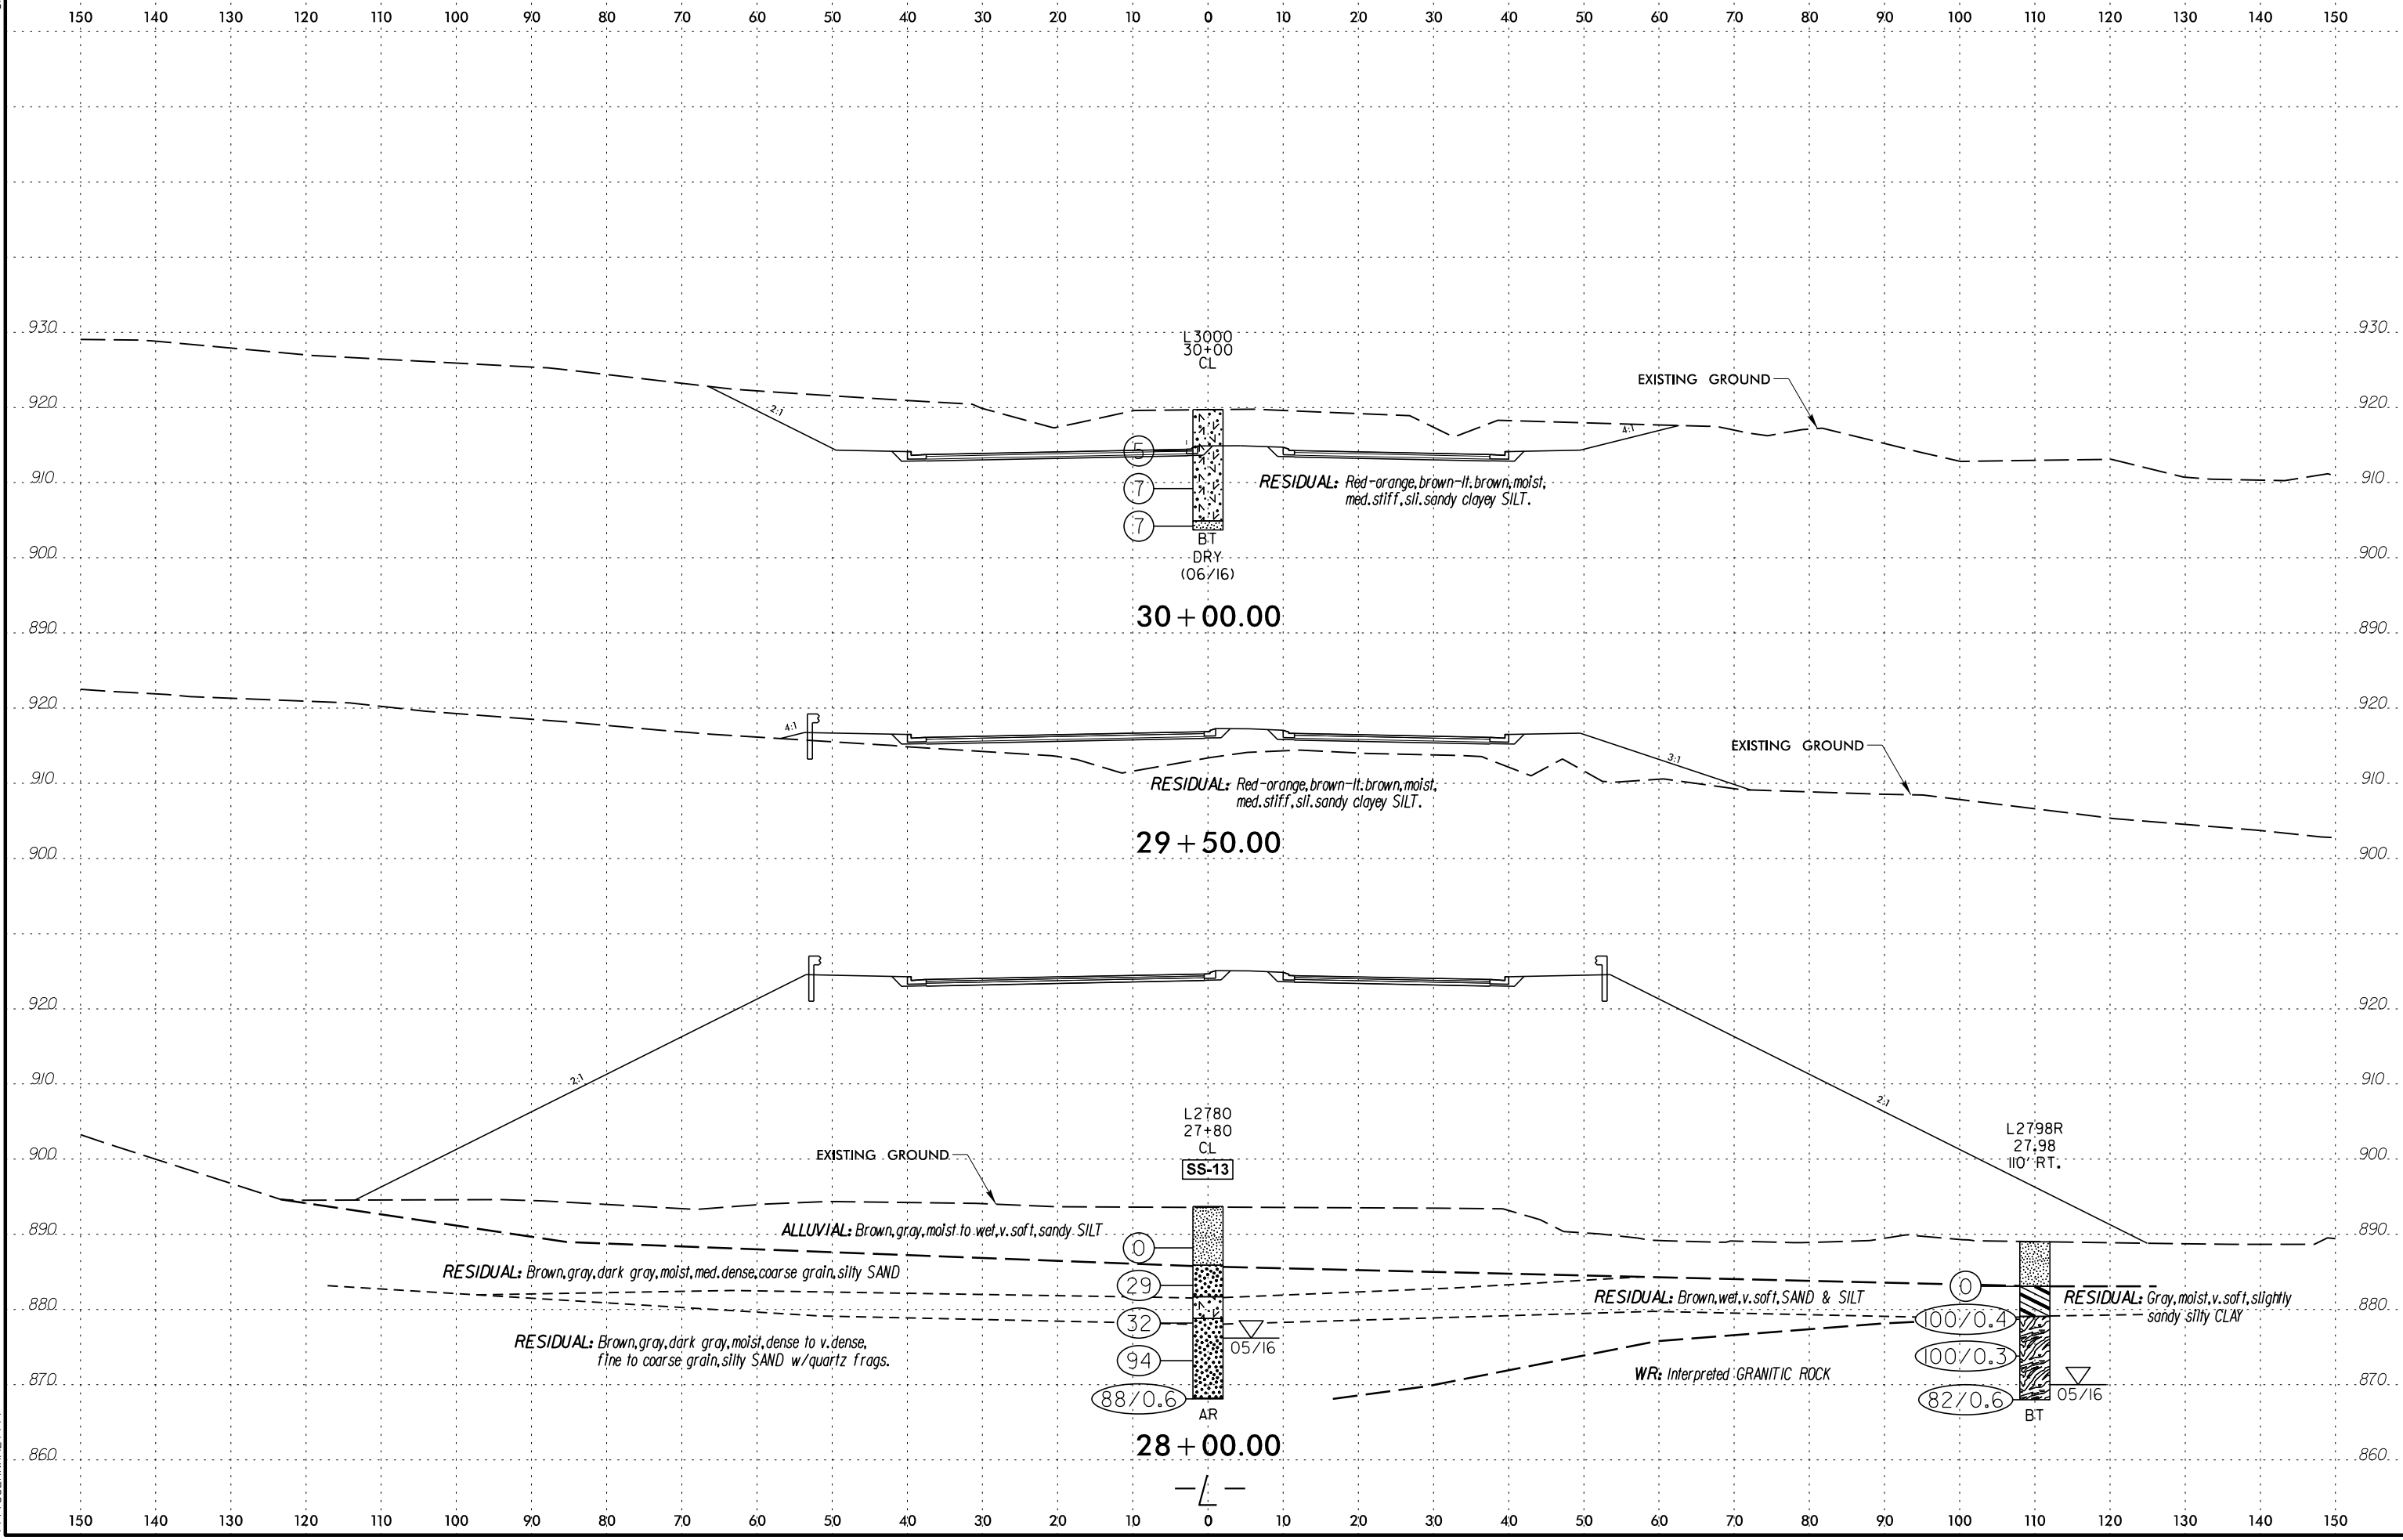 150 140 130 120 110 100 90 80 70 60 50 40 30 20 10 0 10 20 30 40 50 60 70 80 90 100 110 120 130 140 150
930 930
L3000
30+00
CL
EXISTING GROUND
920 920
2:1
4:1
5
910 910
RESIDUAL: Red-orange,brown-lt.brown,moist,
med.stiff,sli.sandy clayey SILT.
7
7
BT
DRY
(06/16)
900 900
30+00.00
890 890
920 920
4:1
EXISTING GROUND
3:1
910 910
RESIDUAL: Red-orange,brown-lt.brown,moist,
med.stiff,sli.sandy clayey SILT.
29+50.00
900 900
920 920
910 910
2:1
2:1
L2780
27+80
CL
SS-13
L2798R
27.98
110' RT.
900 900
EXISTING GROUND
890 890
ALLUVIAL: Brown,gray,moist to wet,v.soft,sandy SILT
0
RESIDUAL: Brown,gray,dark gray,moist,med.dense,coarse grain,silty SAND
29
0
880 880
RESIDUAL: Brown,wet,v.soft,SAND & SILT
RESIDUAL: Gray,moist,v.soft,slightly
sandy silty CLAY
32
100/0.4
RESIDUAL: Brown,gray,dark gray,moist,dense to v.dense,
fine to coarse grain,silty SAND w/quartz frags.
05/16
94
100/0.3
WR: Interpreted GRANITIC ROCK
870 870
05/16
88/0.6
82/0.6
AR
BT
28+00.00
860 860
-L-
150 140 130 120 110 100 90 80 70 60 50 40 30 20 10 0 10 20 30 40 50 60 70 80 90 100 110 120 130 140 150